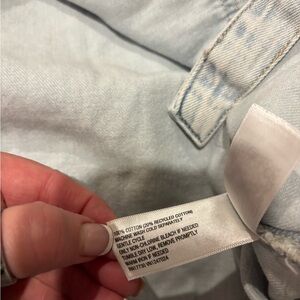 100% COTTON (20% RECYCLED COTTON)
MACHINE WASH COLD SEPARATELY
GENTLE CYCLE
ONLY NON-CHLORINE BLEACH IF NEEDED
TUMBLE DRY LOW, REMOVE PROMPTLY
WARM IRON IF NEEDED